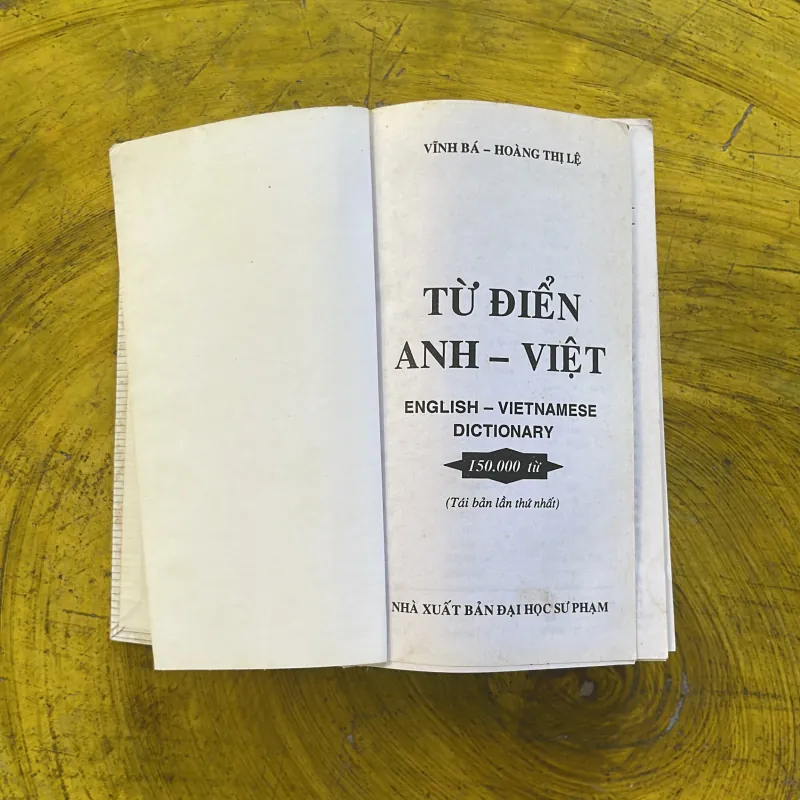 VĨNH BÁ – HOÀNG THỊ LỆ
TỪ ĐIỂN
ANH – VIỆT
ENGLISH – VIETNAMESE
DICTIONARY
150.000 từ
(Tái bản lần thứ nhất)
NHÀ XUẤT BẢN ĐẠI HỌC SƯ PHẠM